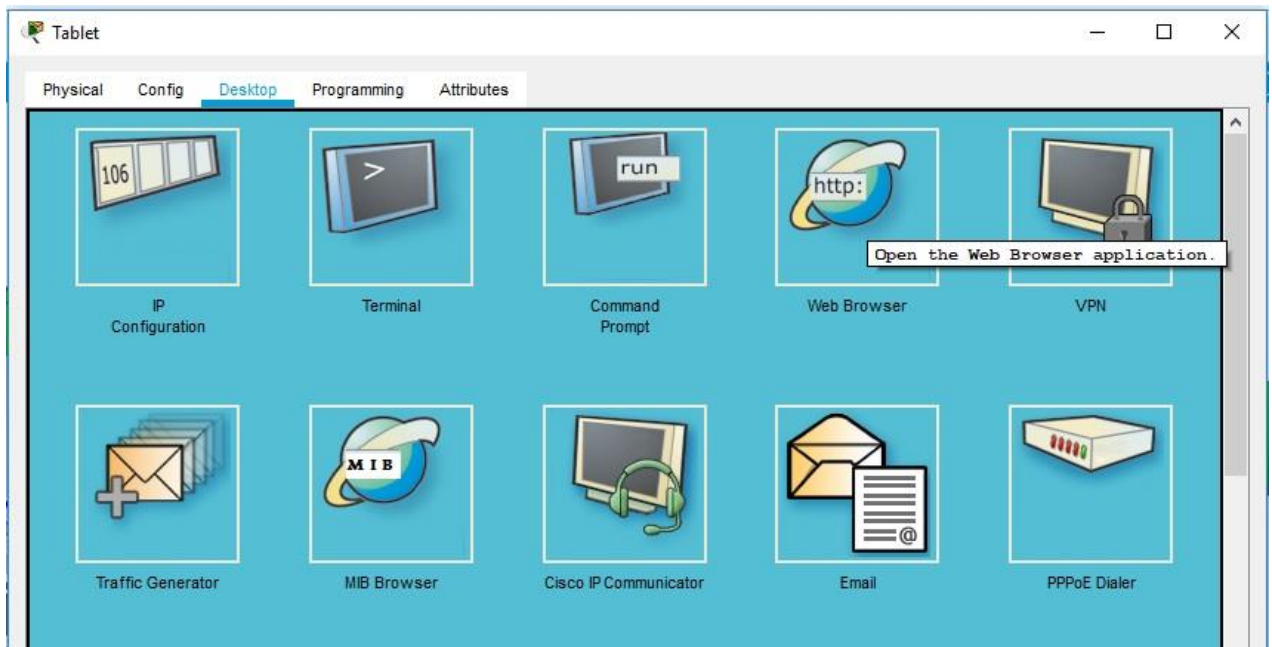 Tablet
Physical Config Desktop Programming Attributes
106
>
run
http:
Open the Web Browser application.
IP
Configuration
Terminal
Command
Prompt
Web Browser
VPN
MIB
@
Traffic Generator
MIB Browser
Cisco IP Communicator
Email
PPPoE Dialer